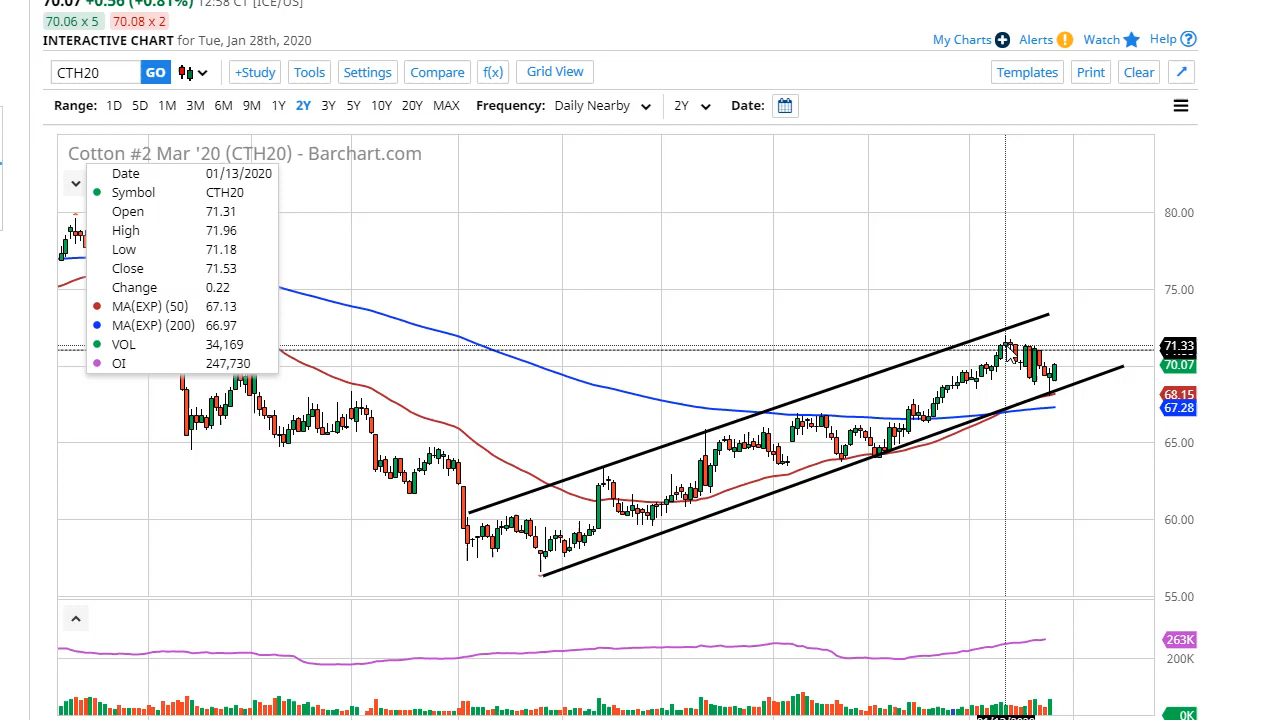 70.07 +0.56 (+0.81%) 12:58 CT [ICE/US]
70.06 x 5 70.08 x 2
INTERACTIVE CHART for Tue, Jan 28th, 2020
My Charts Alerts Watch Help
CTH20 GO +Study Tools Settings Compare f(x) Grid View Templates Print Clear
Range: 1D 5D 1M 3M 6M 9M 1Y 2Y 3Y 5Y 10Y 20Y MAX Frequency: Daily Nearby 2Y Date:
Cotton #2 Mar '20 (CTH20) - Barchart.com
Date 01/13/2020
Symbol CTH20
Open 71.31
High 71.96
Low 71.18
Close 71.53
Change 0.22
MA(EXP) (50) 67.13
MA(EXP) (200) 66.97
VOL 34,169
OI 247,730
80.00
75.00
71.33
70.07
68.15
67.28
65.00
60.00
55.00
263K
200K
0K